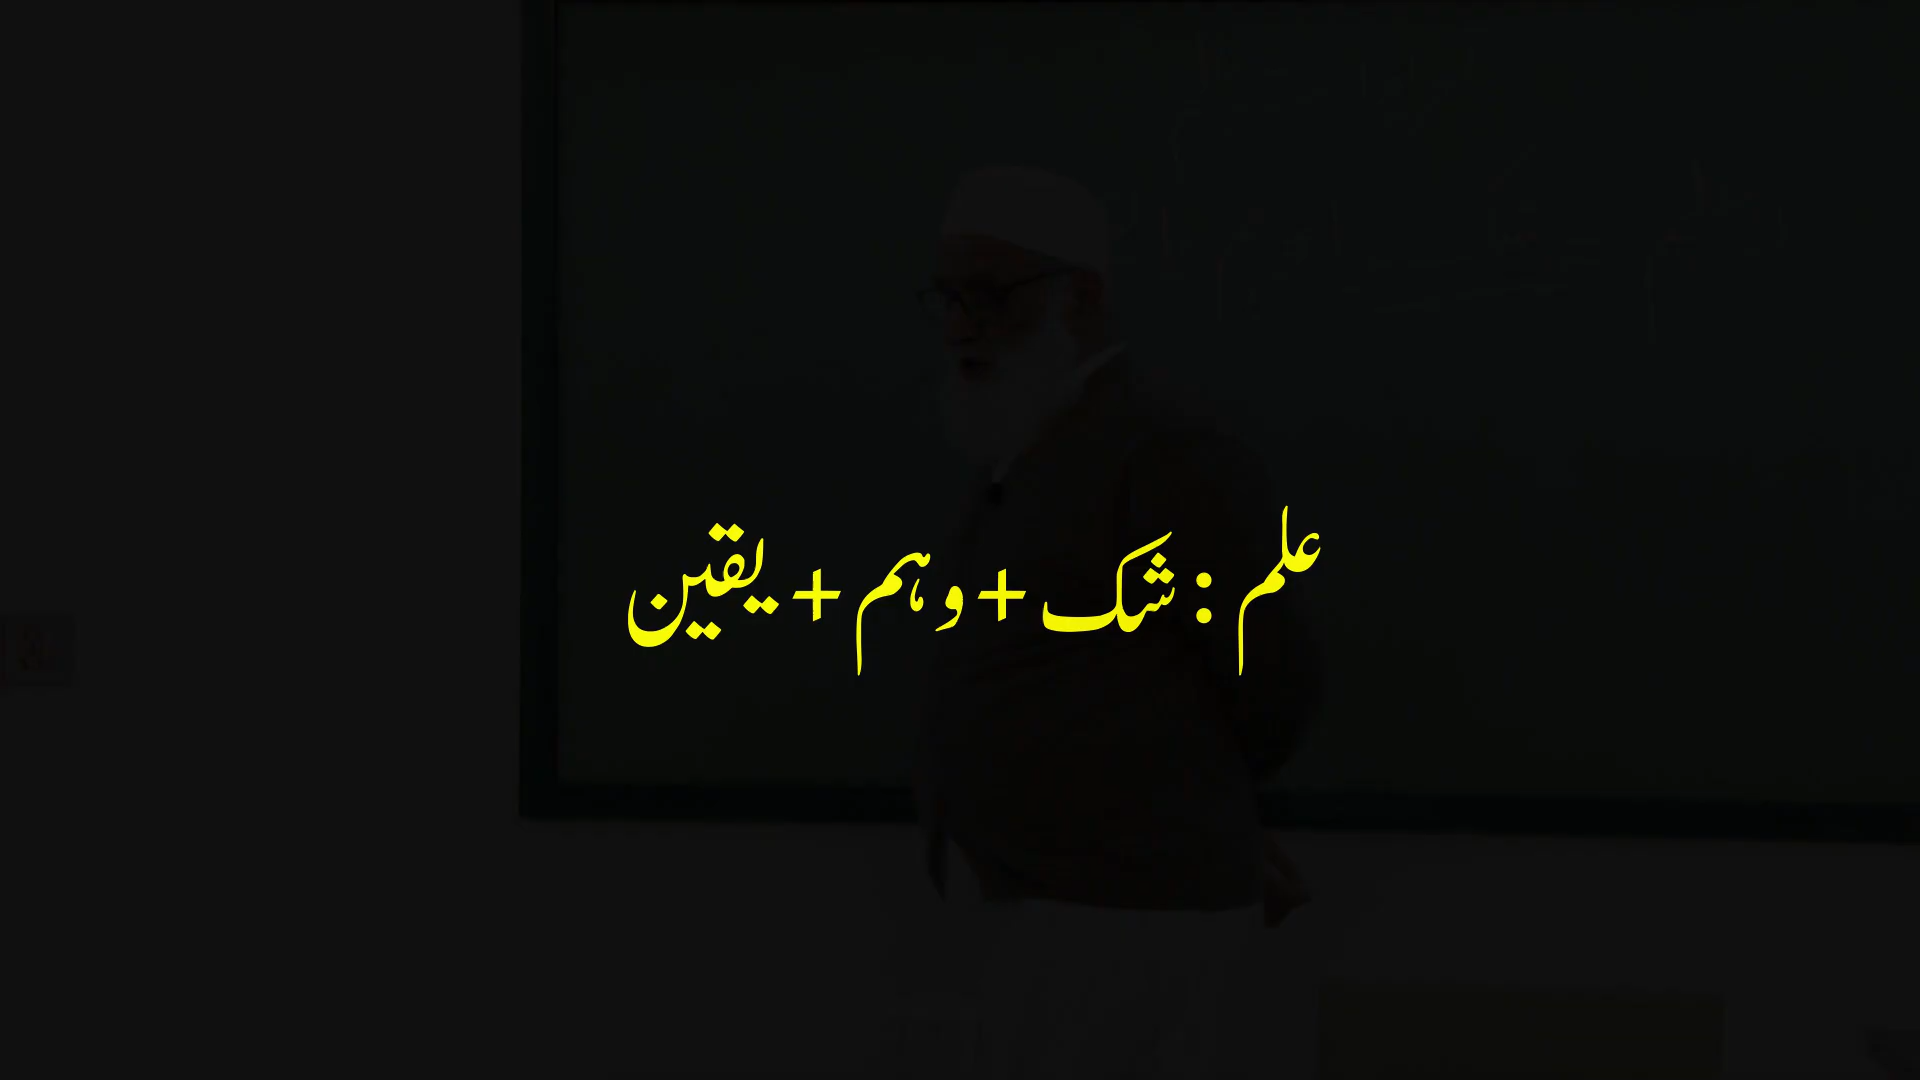 علم : شک + وہم + یقین